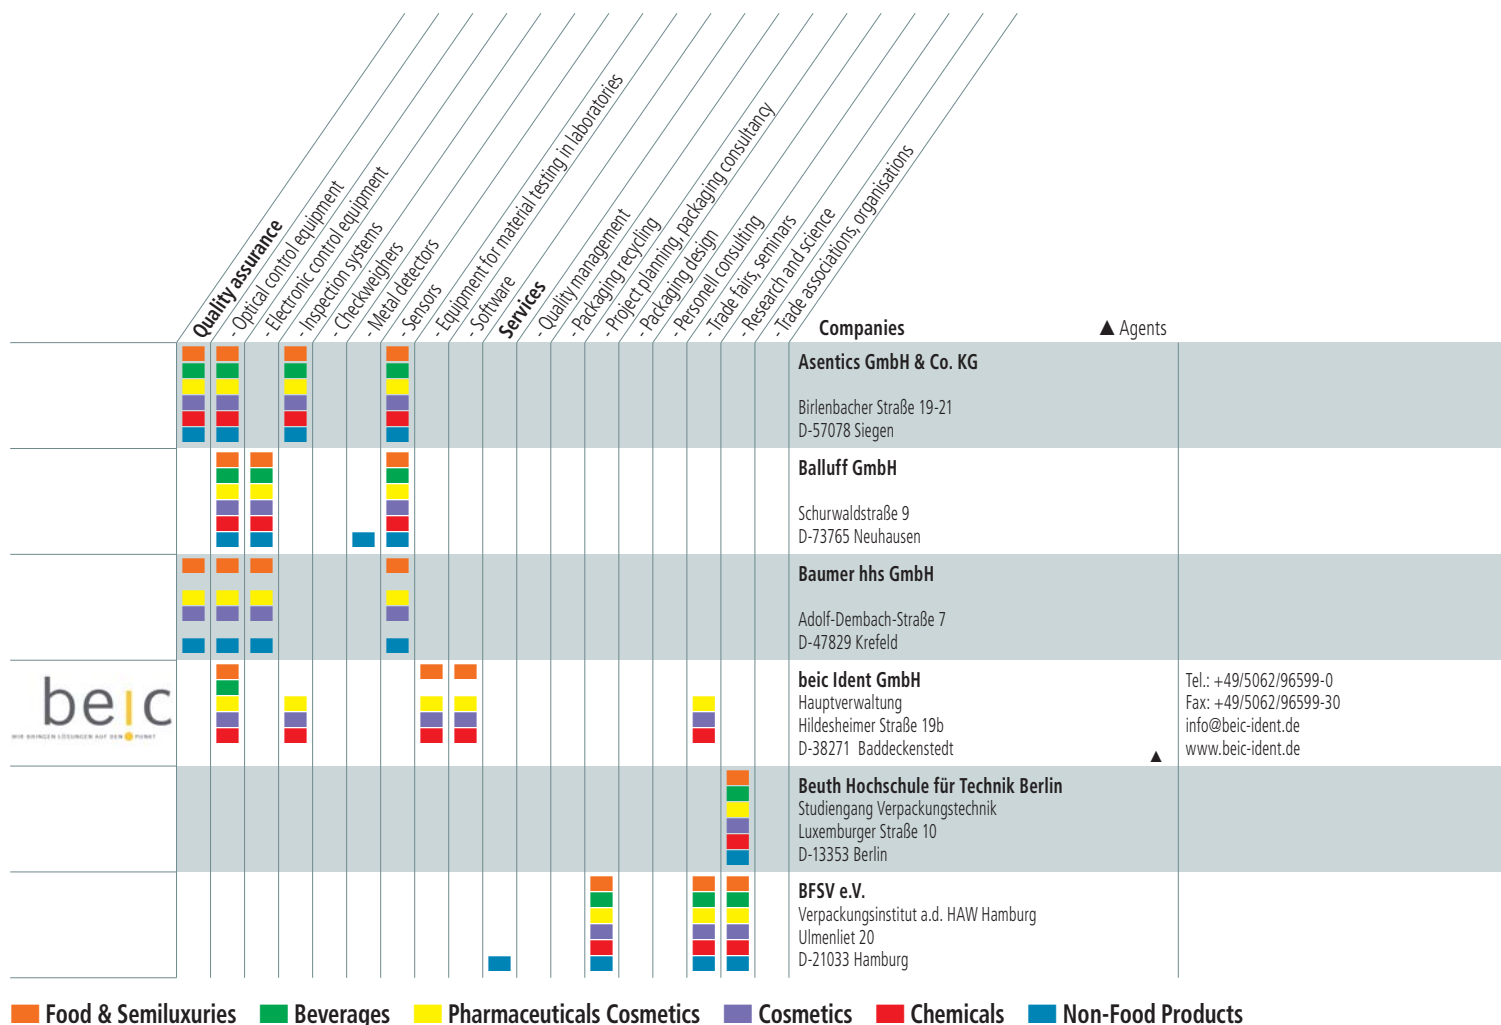 Quality assurance
- Optical control equipment
- Electronic control equipment
- Inspection systems
- Checkweighers
- Metal detectors
- Sensors
- Equipment for material testing in laboratories
- Software
Services
- Quality management
- Packaging recycling
- Project planning, packaging consultancy
- Packaging design
- Personell consulting
- Trade fairs, seminars
- Research and science
- Trade associations, organisations
Companies ▲ Agents
Asentics GmbH & Co. KG
Birlenbacher Straße 19-21
D-57078 Siegen
Balluff GmbH
Schurwaldstraße 9
D-73765 Neuhausen
Baumer hhs GmbH
Adolf-Dembach-Straße 7
D-47829 Krefeld
beic
WIR BRINGEN LÖSUNGEN AUF DEN PUNKT
beic Ident GmbH
Hauptverwaltung
Hildesheimer Straße 19b
D-38271 Baddeckenstedt
▲
Tel.: +49/5062/96599-0
Fax: +49/5062/96599-30
info@beic-ident.de
www.beic-ident.de
Beuth Hochschule für Technik Berlin
Studiengang Verpackungstechnik
Luxemburger Straße 10
D-13353 Berlin
BFSV e.V.
Verpackungsinstitut a.d. HAW Hamburg
Ulmenliet 20
D-21033 Hamburg
Food & Semiluxuries Beverages Pharmaceuticals Cosmetics Cosmetics Chemicals Non-Food Products